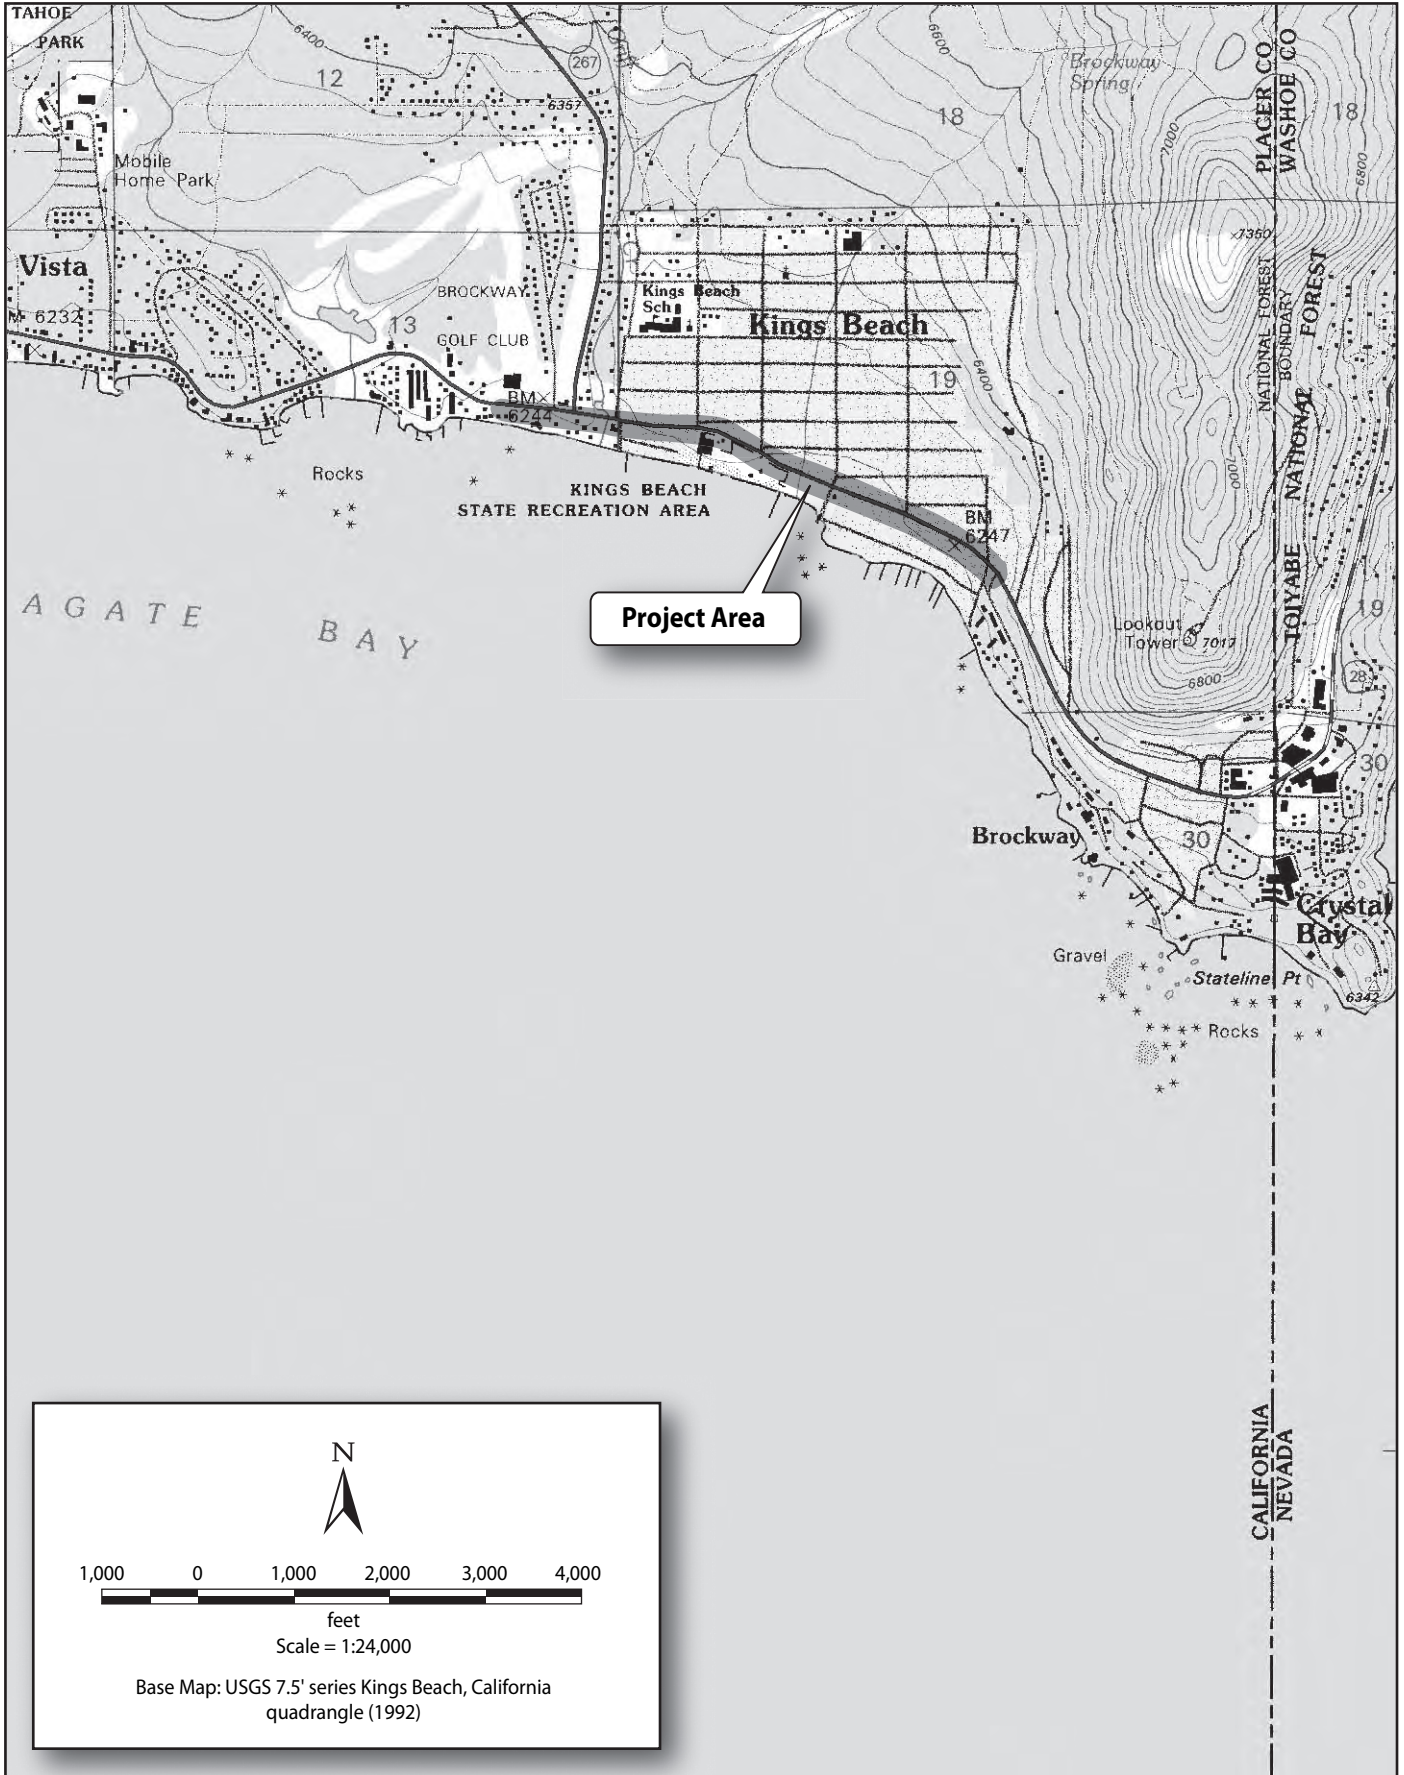 TAHOE
PARK
6400
12
267
6357
6600
Brockway
Spring
18
PLACER CO
WASHOE CO
18
7000
6800
Mobile
Home Park
7350
Vista
6232
BROCKWAY
13
GOLF CLUB
Kings Beach
Sch
Kings Beach
19
6400
NATIONAL FOREST
BOUNDARY
TOIYABE NATIONAL FOREST
7000
BM
6244
Rocks
KINGS BEACH
STATE RECREATION AREA
BM
6247
Project Area
AGATE BAY
Lookout
Tower
7017
19
6800
28
30
Brockway
30
Crystal
Bay
Gravel
Stateline Pt
6342
Rocks
CALIFORNIA
NEVADA
N
1,000 0 1,000 2,000 3,000 4,000
feet
Scale = 1:24,000
Base Map: USGS 7.5' series Kings Beach, California
quadrangle (1992)